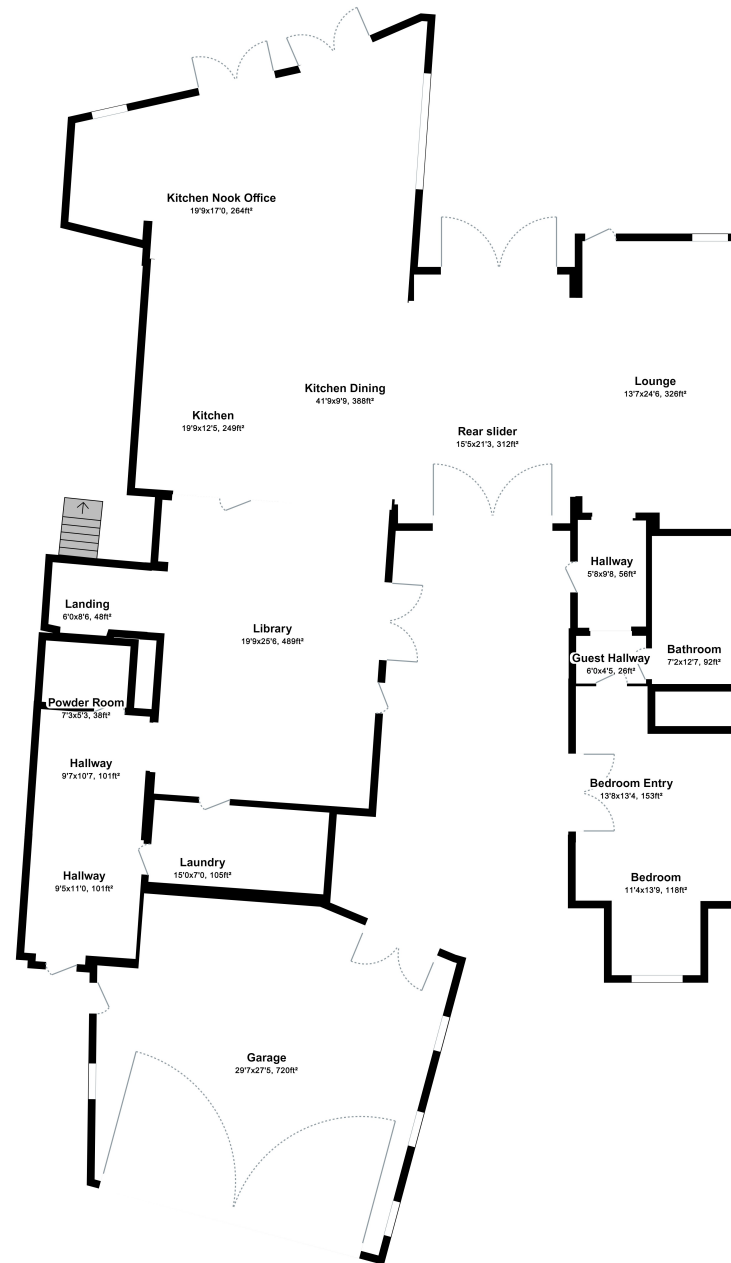 Kitchen Nook Office
19'9x17'0, 264ft²
Kitchen Dining
41'9x9'9, 388ft²
Lounge
13'7x24'6, 326ft²
Kitchen
19'9x12'5, 249ft²
Rear slider
15'5x21'3, 312ft²
Hallway
5'8x9'8, 56ft²
Landing
6'0x8'6, 48ft²
Library
19'9x25'6, 489ft²
Guest Hallway
6'0x4'5, 26ft²
Bathroom
7'2x12'7, 92ft²
Powder Room
7'3x5'3, 38ft²
Hallway
9'7x10'7, 101ft²
Bedroom Entry
13'8x13'4, 153ft²
Hallway
9'5x11'0, 101ft²
Laundry
15'0x7'0, 105ft²
Bedroom
11'4x13'9, 118ft²
Garage
29'7x27'5, 720ft²